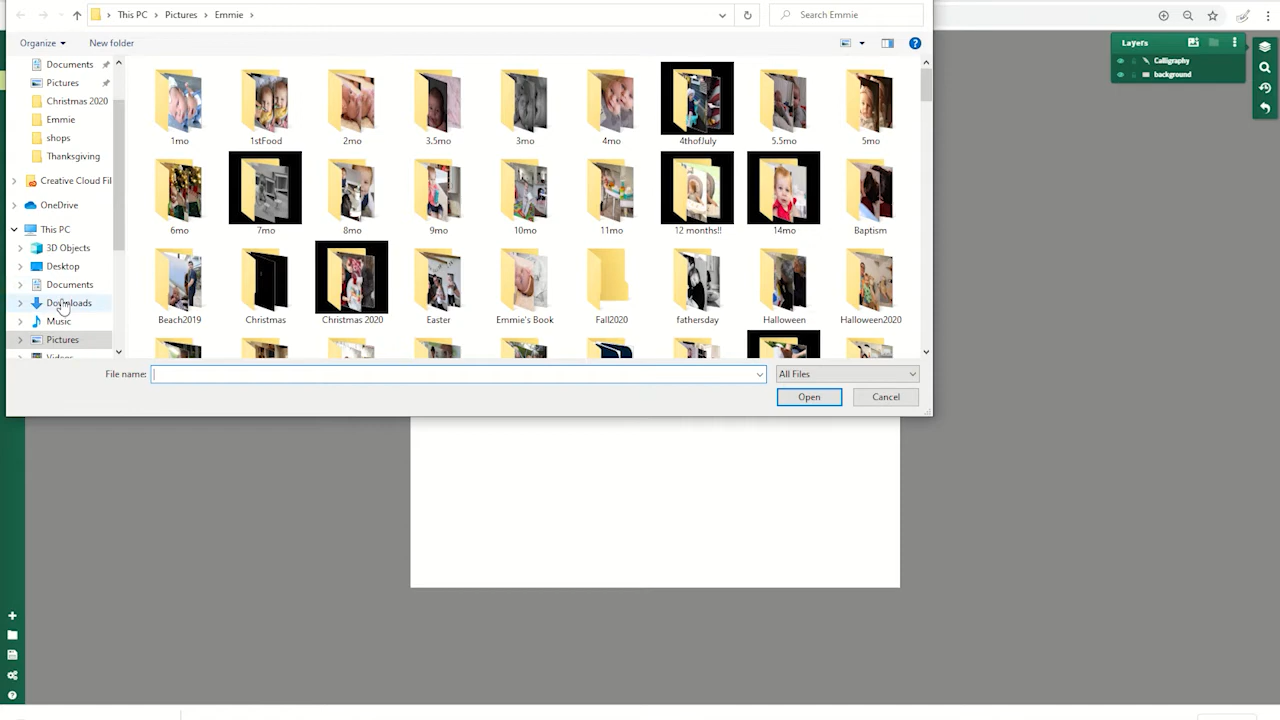 This PC > Pictures > Emmie >
Search Emmie
Organize
New folder
Documents
Pictures
Christmas 2020
Emmie
shops
Thanksgiving
Creative Cloud Fil
OneDrive
This PC
3D Objects
Desktop
Documents
Downloads
Music
Pictures
Videos
1mo
1stFood
2mo
3.5mo
3mo
4mo
4thofJuly
5.5mo
5mo
6mo
7mo
8mo
9mo
10mo
11mo
12 months!!
14mo
Baptism
Beach2019
Christmas
Christmas 2020
Easter
Emmie's Book
Fall2020
fathersday
Halloween
Halloween2020
File name:
All Files
Open
Cancel
Layers
Calligraphy
background